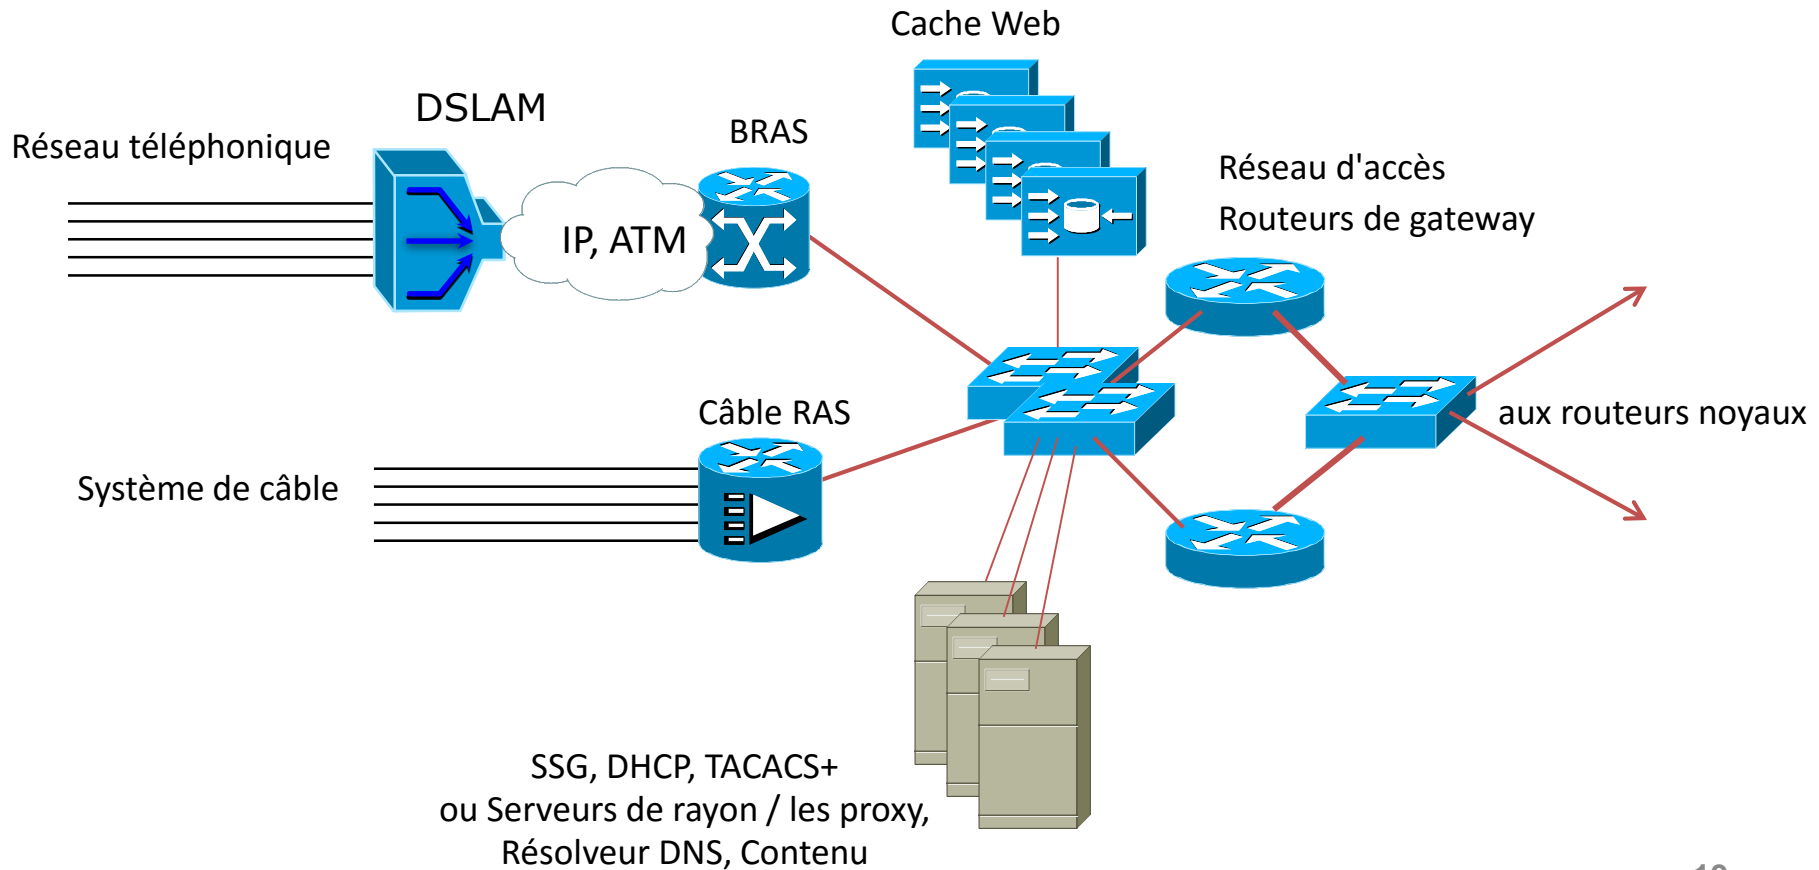 Cache Web
DSLAM
BRAS
Réseau téléphonique
Réseau d'accès
Routeurs de gateway
IP, ATM
Câble RAS
aux routeurs noyaux
Système de câble
SSG, DHCP, TACACS+
ou Serveurs de rayon / les proxy,
Résolveur DNS, Contenu